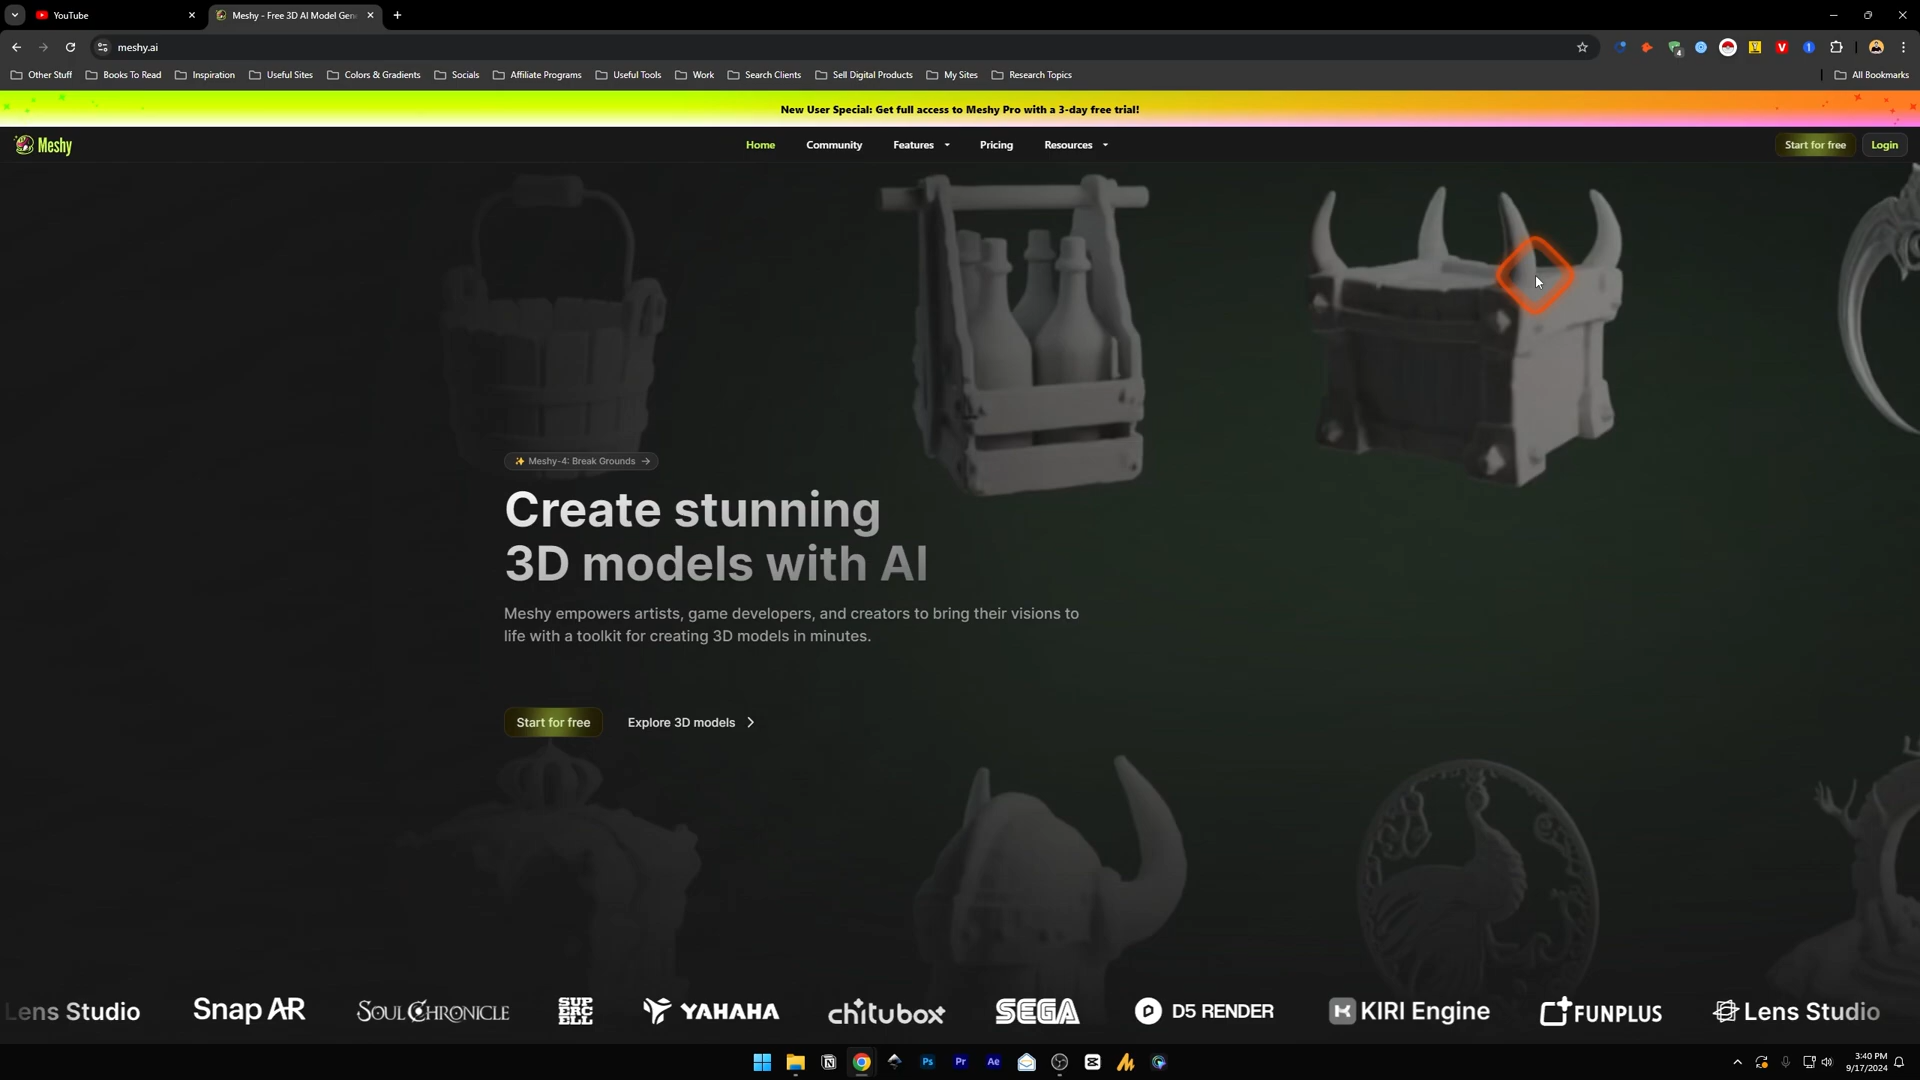 YouTube
Meshy - Free 3D AI Model Gen
meshy.ai
Other Stuff
Books To Read
Inspiration
Useful Sites
Colors & Gradients
Socials
Affiliate Programs
Useful Tools
Work
Search Clients
Sell Digital Products
My Sites
Research Topics
All Bookmarks
New User Special: Get full access to Meshy Pro with a 3-day free trial!
Meshy
Home
Community
Features
Pricing
Resources
Start for free
Login
Meshy-4: Break Grounds →
Create stunning
3D models with AI
Meshy empowers artists, game developers, and creators to bring their visions to
life with a toolkit for creating 3D models in minutes.
Start for free
Explore 3D models
Lens Studio
Snap AR
SOUL CHRONICLE
SUPERCELL
YAHAHA
chitubox
SEGA
D5 RENDER
KIRI Engine
FUNPLUS
Lens Studio
Ps
Pr
Ae
3:40 PM
9/17/2024